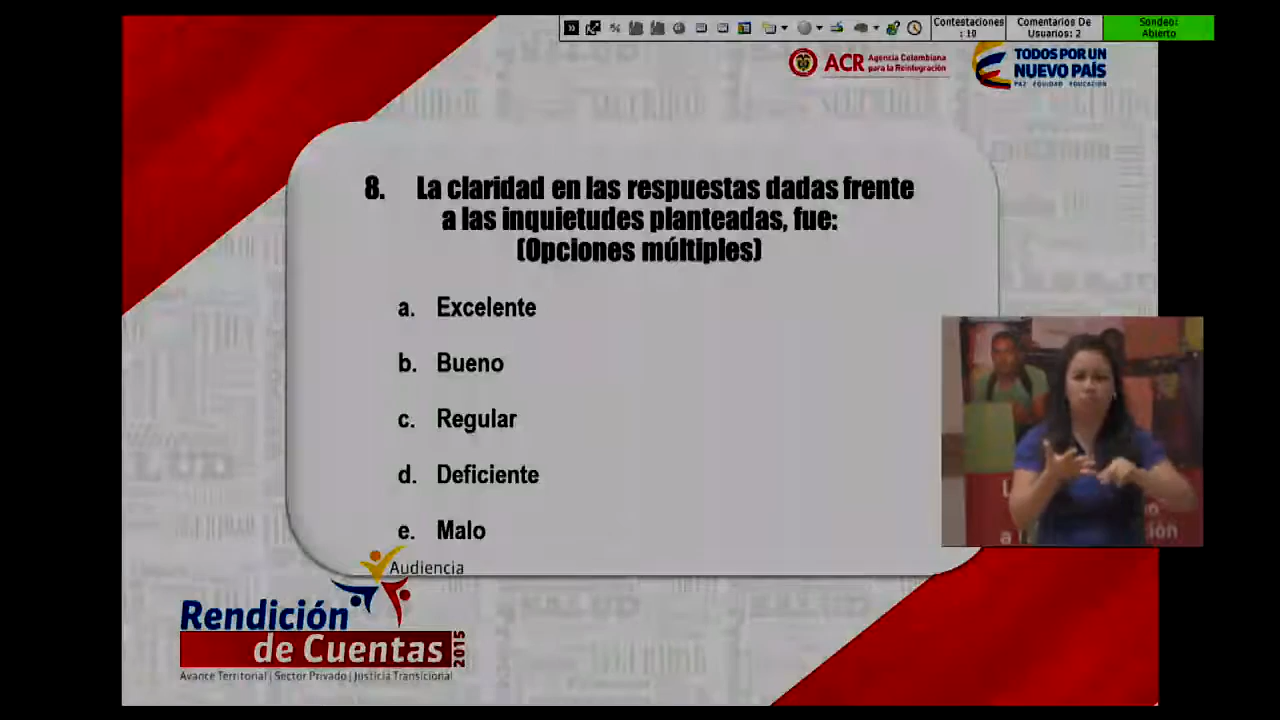 Contestaciones
: 10
Comentarios De
Usuarios: 2
Sondeo:
Abierto
ACR Agencia Colombiana
para la Reintegración
TODOS POR UN
NUEVO PAÍS
PAZ EQUIDAD EDUCACIÓN
8. La claridad en las respuestas dadas frente
a las inquietudes planteadas, fue:
(Opciones múltiples)
a. Excelente
b. Bueno
c. Regular
d. Deficiente
e. Malo
Audiencia
Rendición
de Cuentas
2015
Avance Territorial | Sector Privado | Justicia Transicional